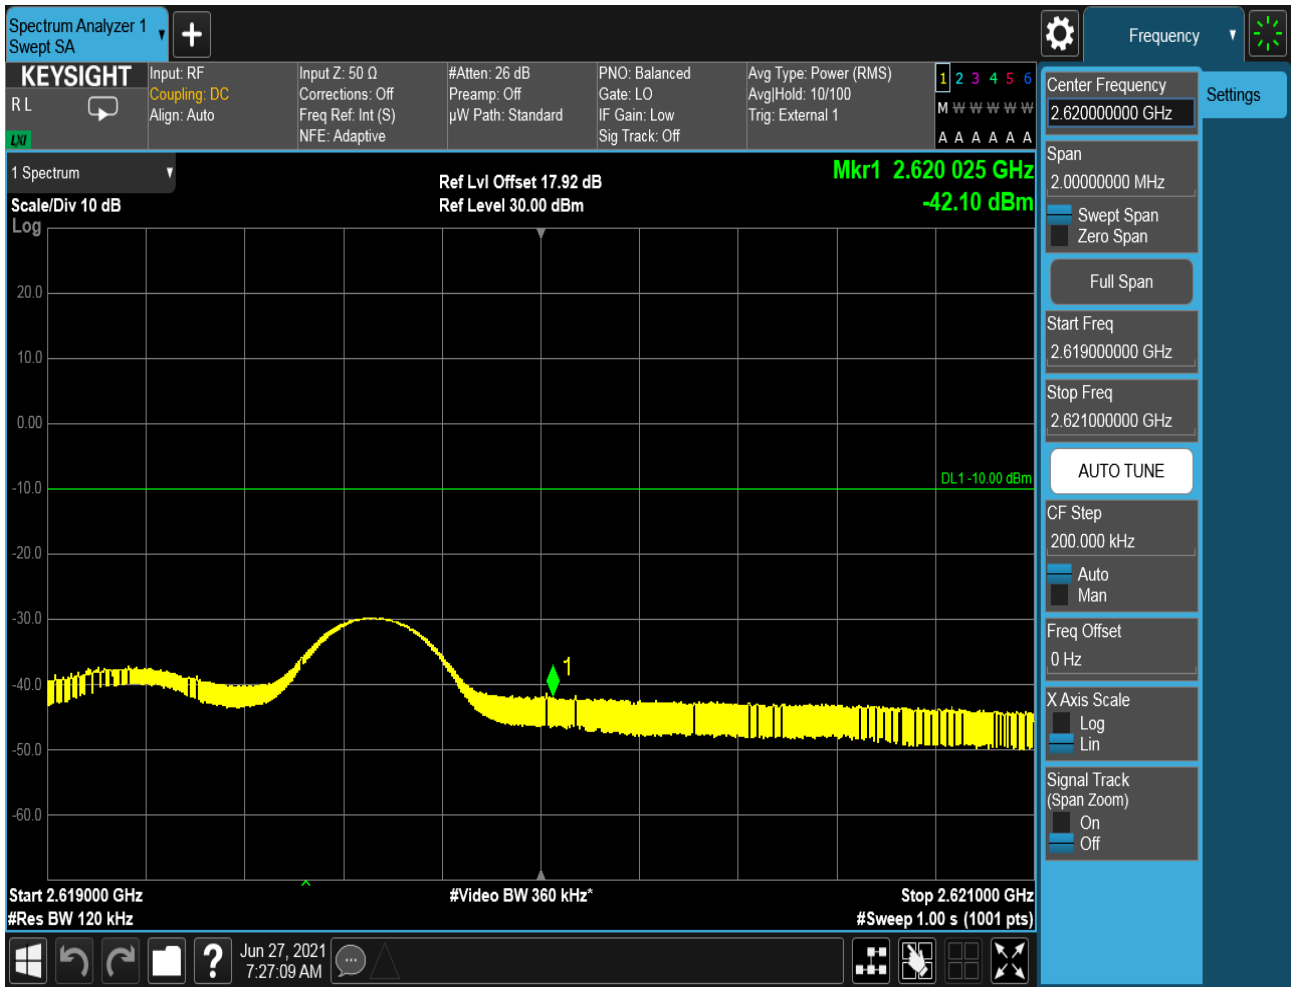 Spectrum Analyzer 1
Swept SA
Frequency
KEYSIGHT
R L
LXI
Input: RF
Coupling: DC
Align: Auto
Input Z: 50 Ω
Corrections: Off
Freq Ref: Int (S)
NFE: Adaptive
#Atten: 26 dB
Preamp: Off
µW Path: Standard
PNO: Balanced
Gate: LO
IF Gain: Low
Sig Track: Off
Avg Type: Power (RMS)
Avg|Hold: 10/100
Trig: External 1
1 2 3 4 5 6
M W W W W W
A A A A A A
1 Spectrum
Scale/Div 10 dB
Log
Ref Lvl Offset 17.92 dB
Ref Level 30.00 dBm
Mkr1 2.620 025 GHz
-42.10 dBm
20.0
10.0
0.00
-10.0
-20.0
-30.0
-40.0
-50.0
-60.0
DL1 -10.00 dBm
1
Start 2.619000 GHz
#Res BW 120 kHz
#Video BW 360 kHz*
Stop 2.621000 GHz
#Sweep 1.00 s (1001 pts)
Jun 27, 2021
7:27:09 AM
Center Frequency
2.620000000 GHz
Settings
Span
2.00000000 MHz
Swept Span
Zero Span
Full Span
Start Freq
2.619000000 GHz
Stop Freq
2.621000000 GHz
AUTO TUNE
CF Step
200.000 kHz
Auto
Man
Freq Offset
0 Hz
X Axis Scale
Log
Lin
Signal Track
(Span Zoom)
On
Off